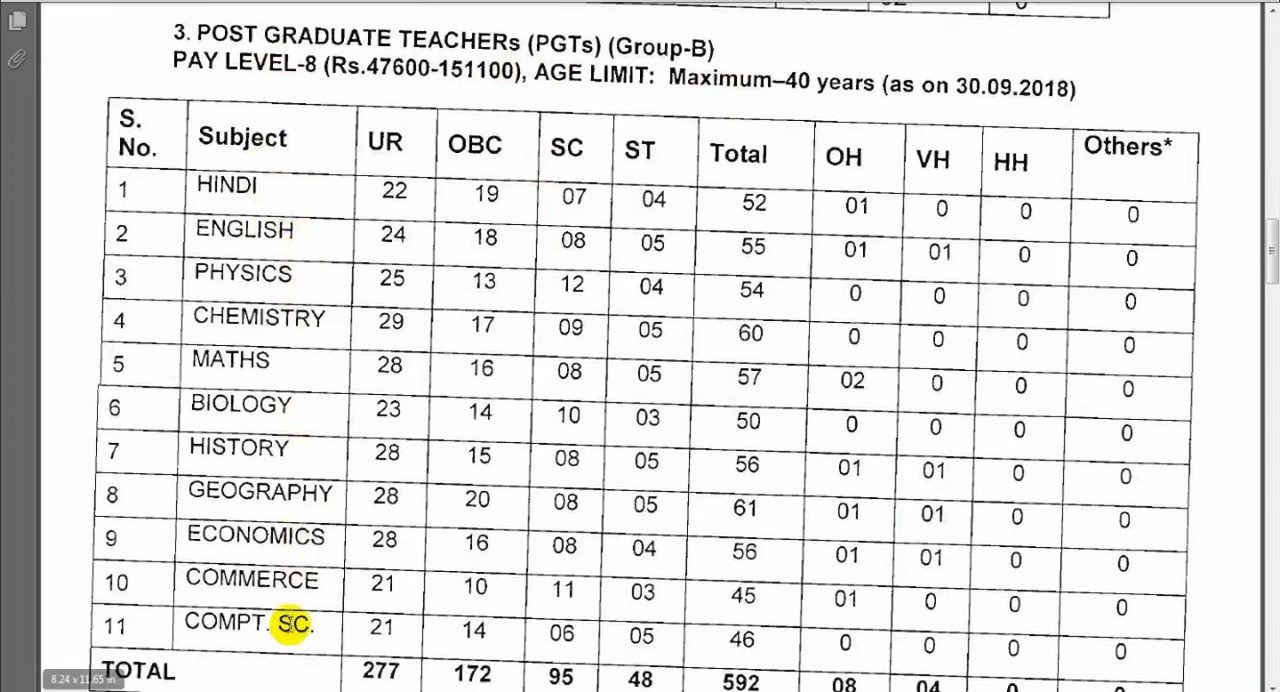 3. POST GRADUATE TEACHERs (PGTs) (Group-B)
PAY LEVEL-8 (Rs.47600-151100), AGE LIMIT: Maximum–40 years (as on 30.09.2018)
S. No. Subject UR OBC SC ST Total OH VH HH Others*
1 HINDI 22 19 07 04 52 01 0 0 0
2 ENGLISH 24 18 08 05 55 01 01 0 0
3 PHYSICS 25 13 12 04 54 0 0 0 0
4 CHEMISTRY 29 17 09 05 60 0 0 0 0
5 MATHS 28 16 08 05 57 02 0 0 0
6 BIOLOGY 23 14 10 03 50 0 0 0 0
7 HISTORY 28 15 08 05 56 01 01 0 0
8 GEOGRAPHY 28 20 08 05 61 01 01 0 0
9 ECONOMICS 28 16 08 04 56 01 01 0 0
10 COMMERCE 21 10 11 03 45 01 0 0 0
11 COMPT. SC. 21 14 06 05 46 0 0 0 0
TOTAL 277 172 95 48 592 08 04
8.24 x 11.65 in